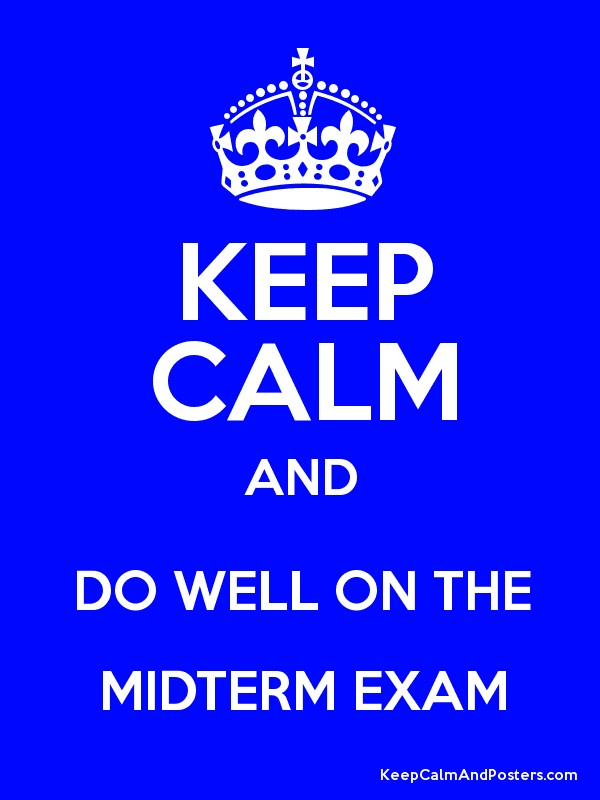 KEEP
CALM
AND
DO WELL ON THE
MIDTERM EXAM
KeepCalmAndPosters.com